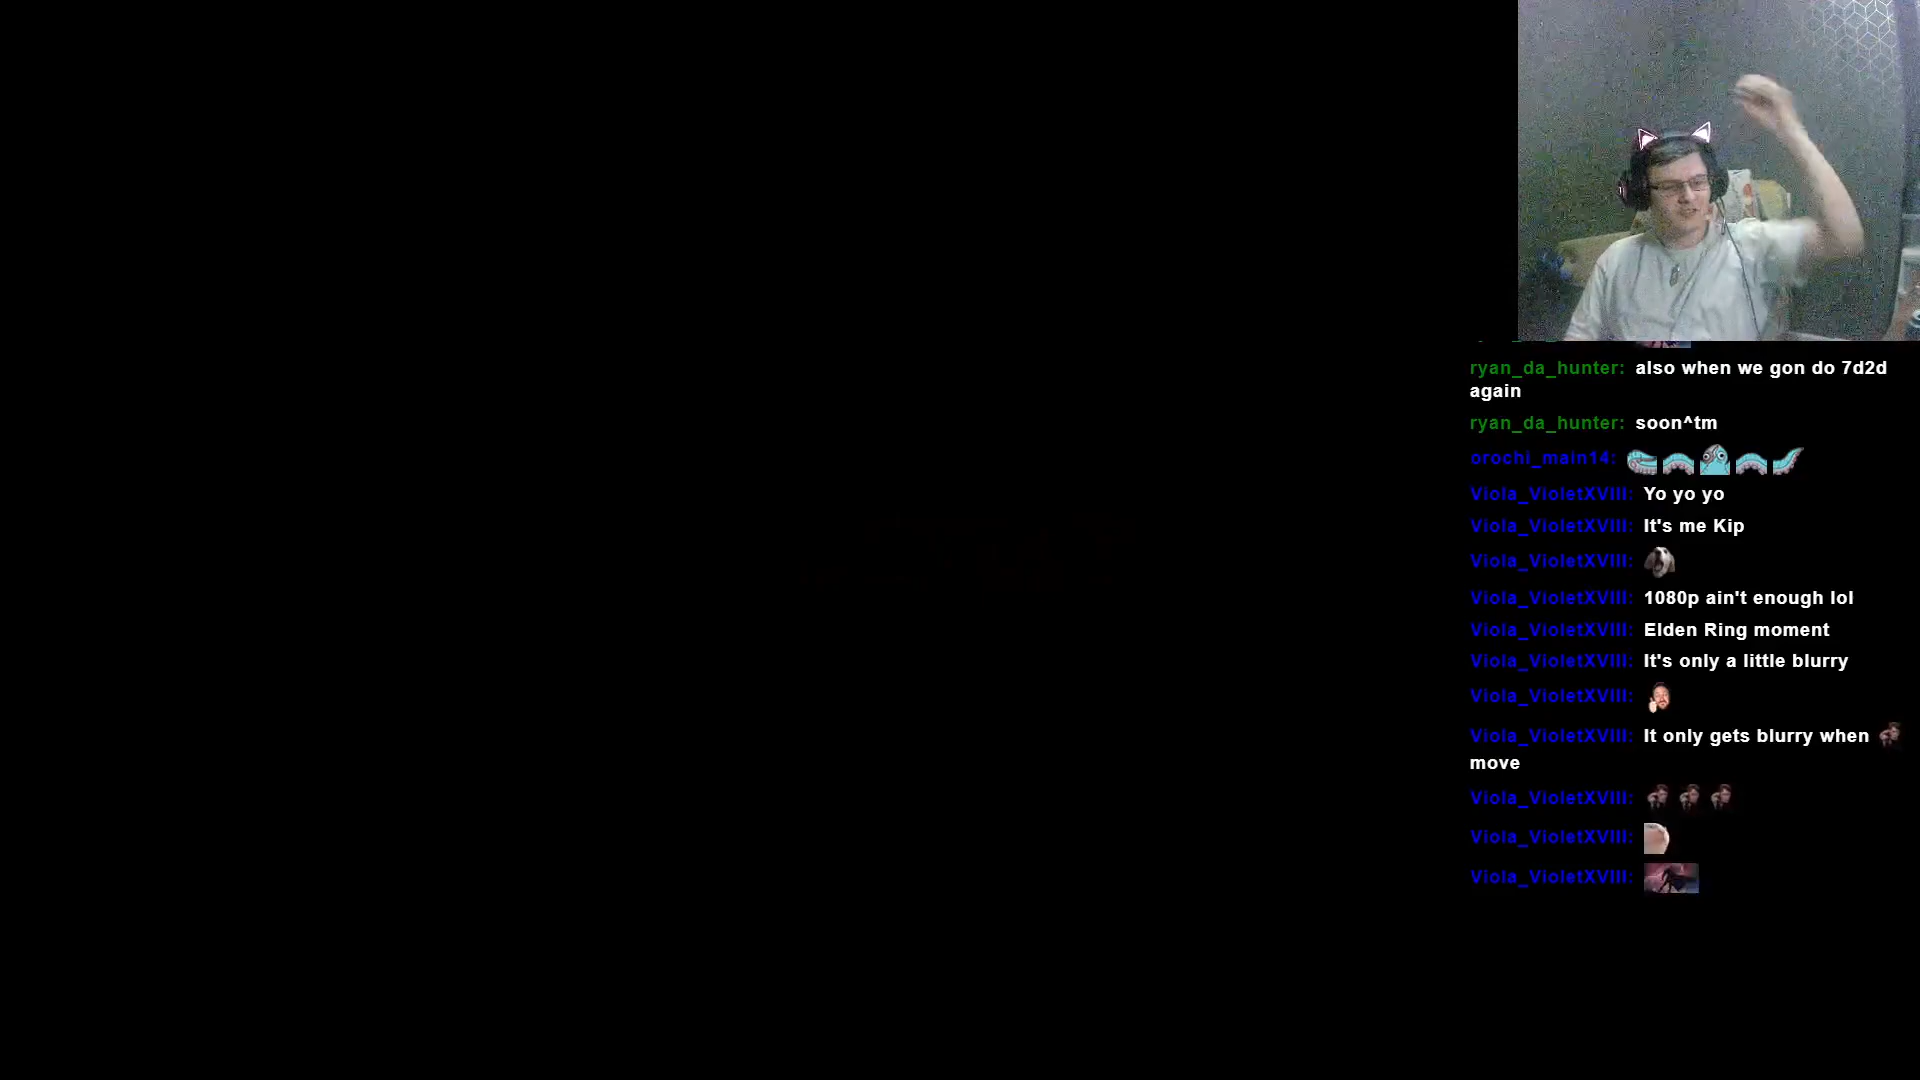 ryan_da_hunter: also when we gon do 7d2d
again
ryan_da_hunter: soon^tm
orochi_main14:
Viola_VioletXVIII: Yo yo yo
Viola_VioletXVIII: It's me Kip
Viola_VioletXVIII:
Viola_VioletXVIII: 1080p ain't enough lol
Viola_VioletXVIII: Elden Ring moment
Viola_VioletXVIII: It's only a little blurry
Viola_VioletXVIII:
Viola_VioletXVIII: It only gets blurry when
move
Viola_VioletXVIII:
Viola_VioletXVIII:
Viola_VioletXVIII: